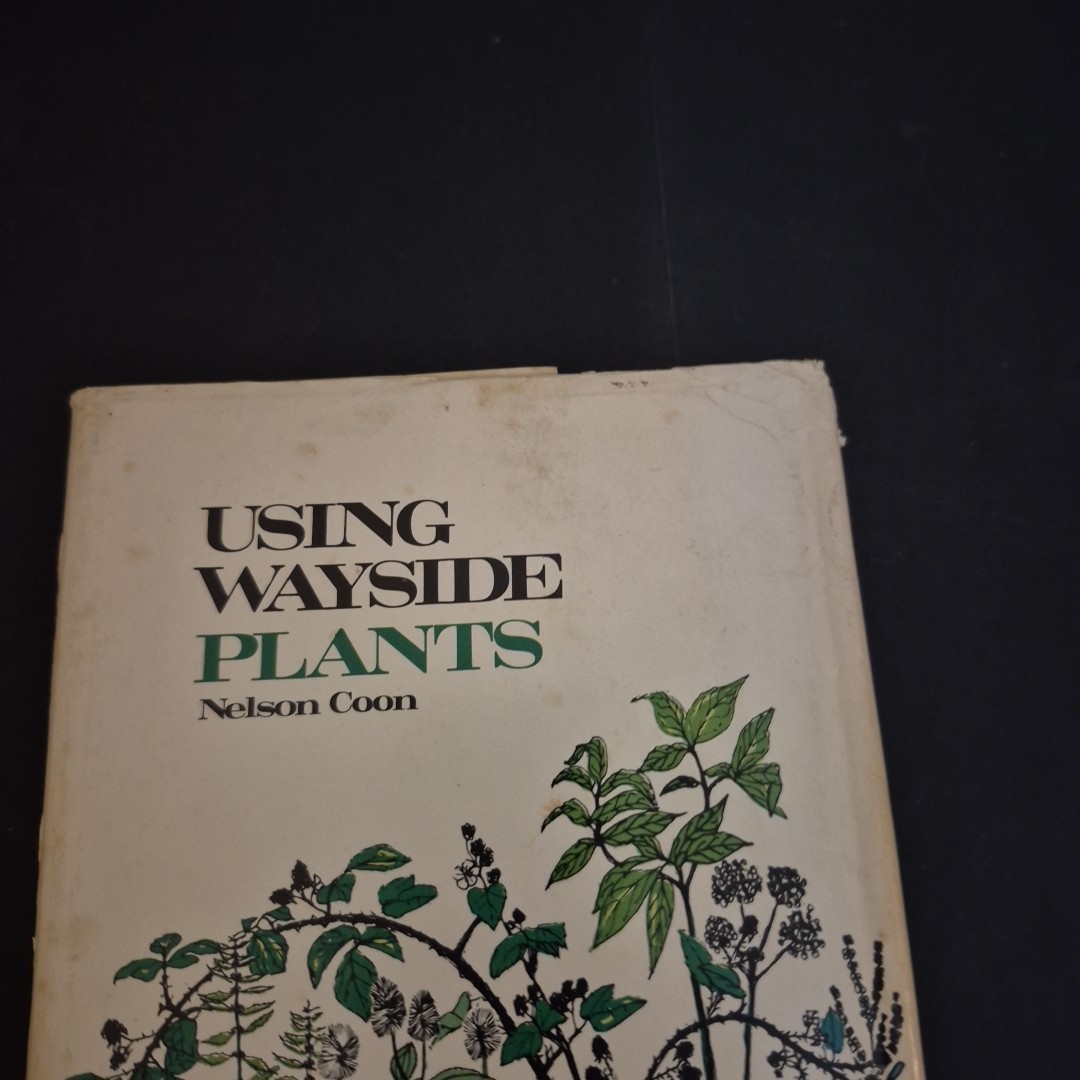 USING
WAYSIDE
PLANTS
Nelson Coon